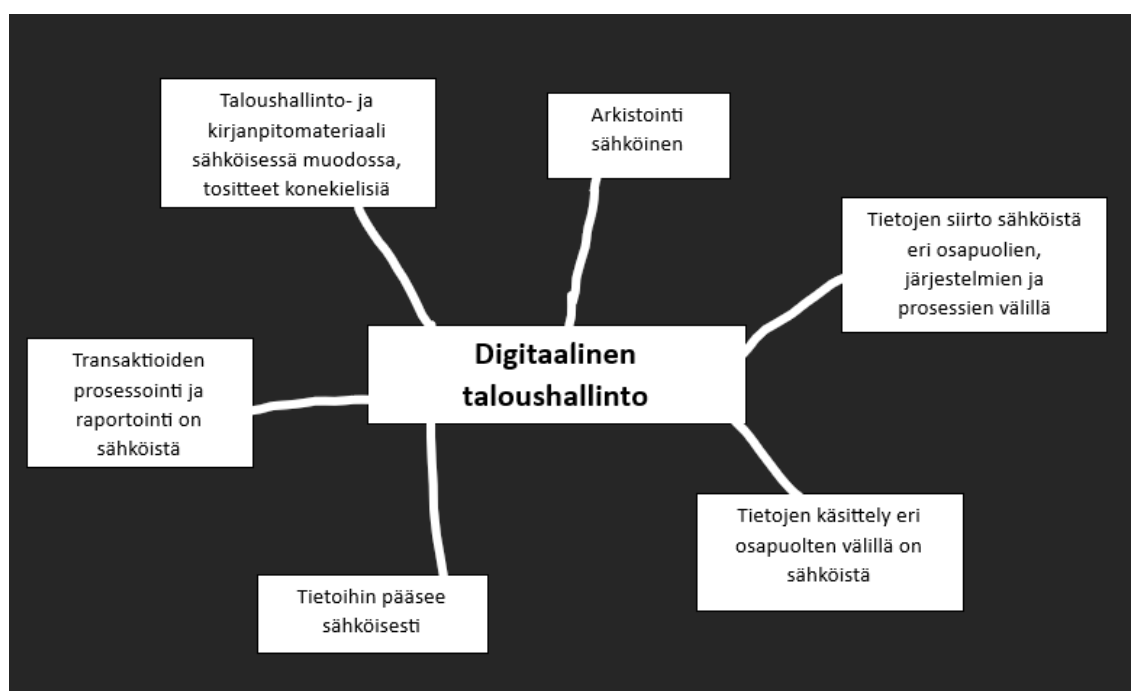 Taloushallinto- ja
kirjanpitomateriaali
sähköisessä muodossa,
tositteet konekielisiä
Arkistointi
sähköinen
Tietojen siirto sähköistä
eri osapuolien,
järjestelmien ja
prosessien välillä
Digitaalinen
taloushallinto
Transaktioiden
prosessointi ja
raportointi on
sähköistä
Tietojen käsittely eri
osapuolten välillä on
sähköistä
Tietoihin pääsee
sähköisesti